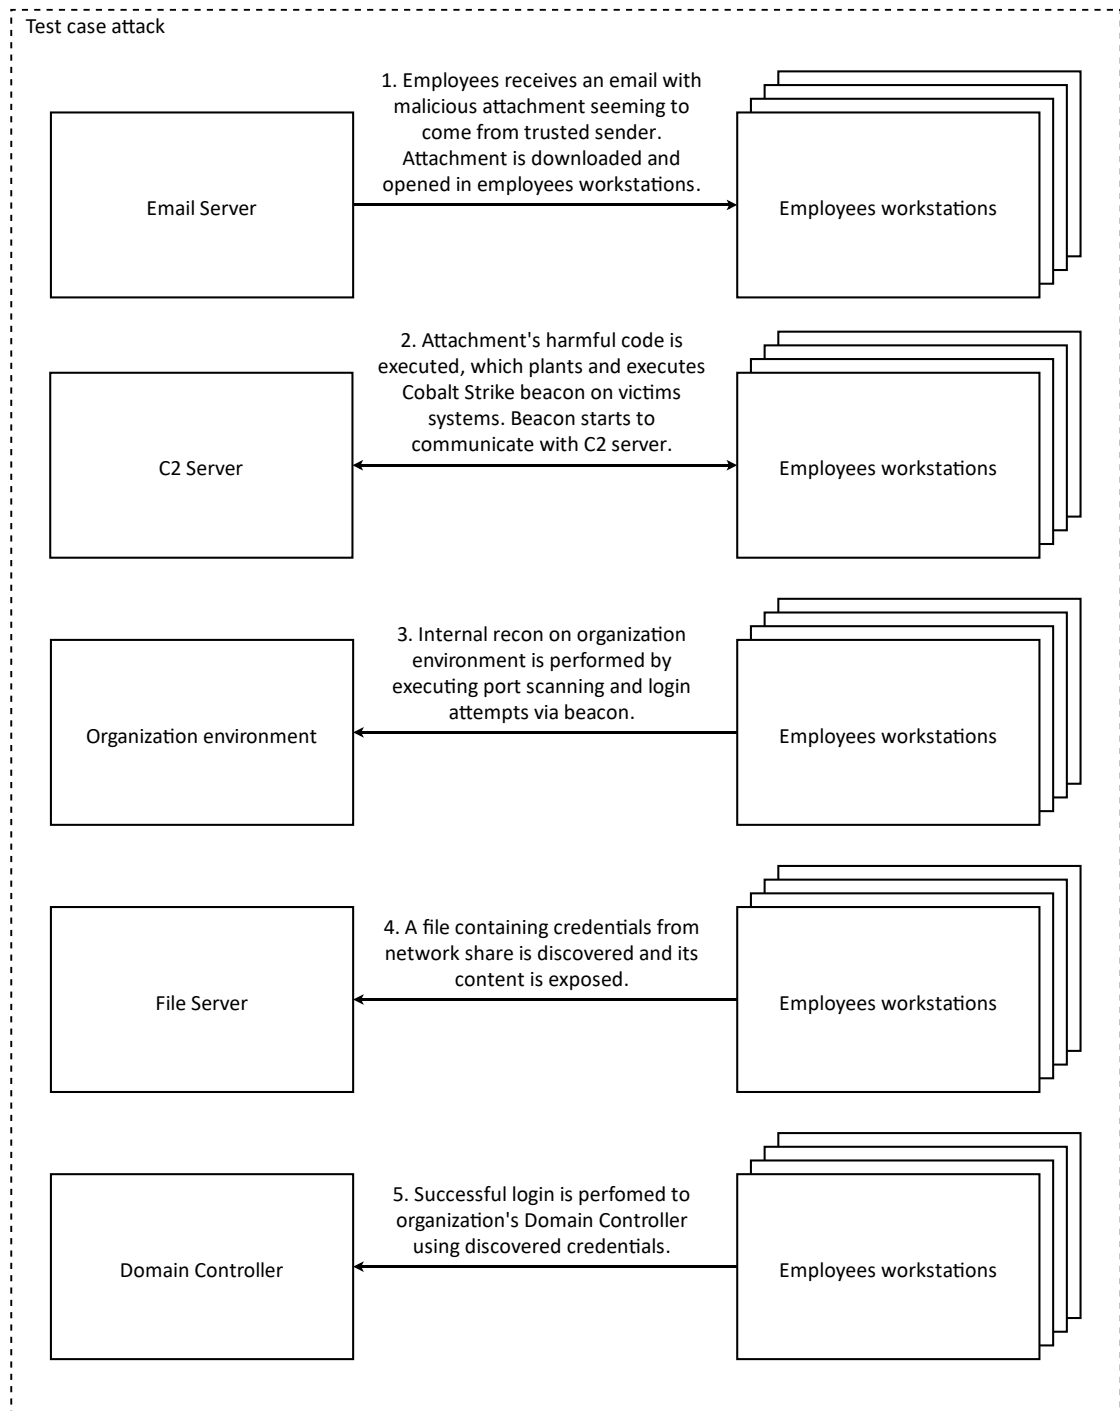 Test case attack
1. Employees receives an email with
malicious attachment seeming to
come from trusted sender.
Attachment is downloaded and
opened in employees workstations.
Email Server
Employees workstations
2. Attachment's harmful code is
executed, which plants and executes
Cobalt Strike beacon on victims
systems. Beacon starts to
communicate with C2 server.
C2 Server
Employees workstations
3. Internal recon on organization
environment is performed by
executing port scanning and login
attempts via beacon.
Organization environment
Employees workstations
4. A file containing credentials from
network share is discovered and its
content is exposed.
File Server
Employees workstations
5. Successful login is perfomed to
organization's Domain Controller
using discovered credentials.
Domain Controller
Employees workstations